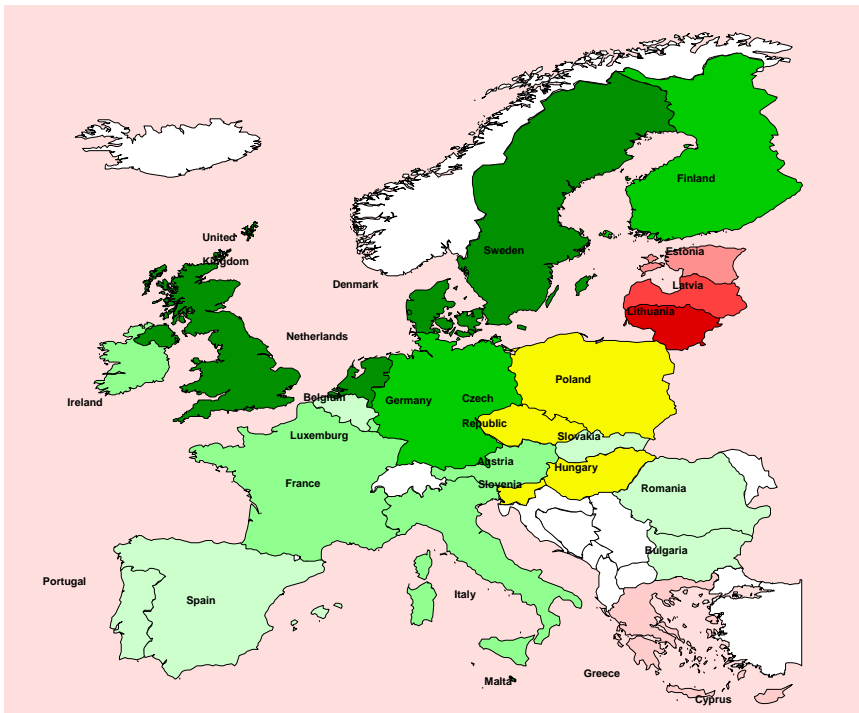 Finland
United
Kingdom
Sweden
Estonia
Denmark
Latvia
Lithuania
Netherlands
Poland
Ireland
Belgium
Germany
Czech
Republic
Luxemburg
Slovakia
Austria
Hungary
France
Slovenia
Romania
Bulgaria
Portugal
Spain
Italy
Greece
Malta
Cyprus